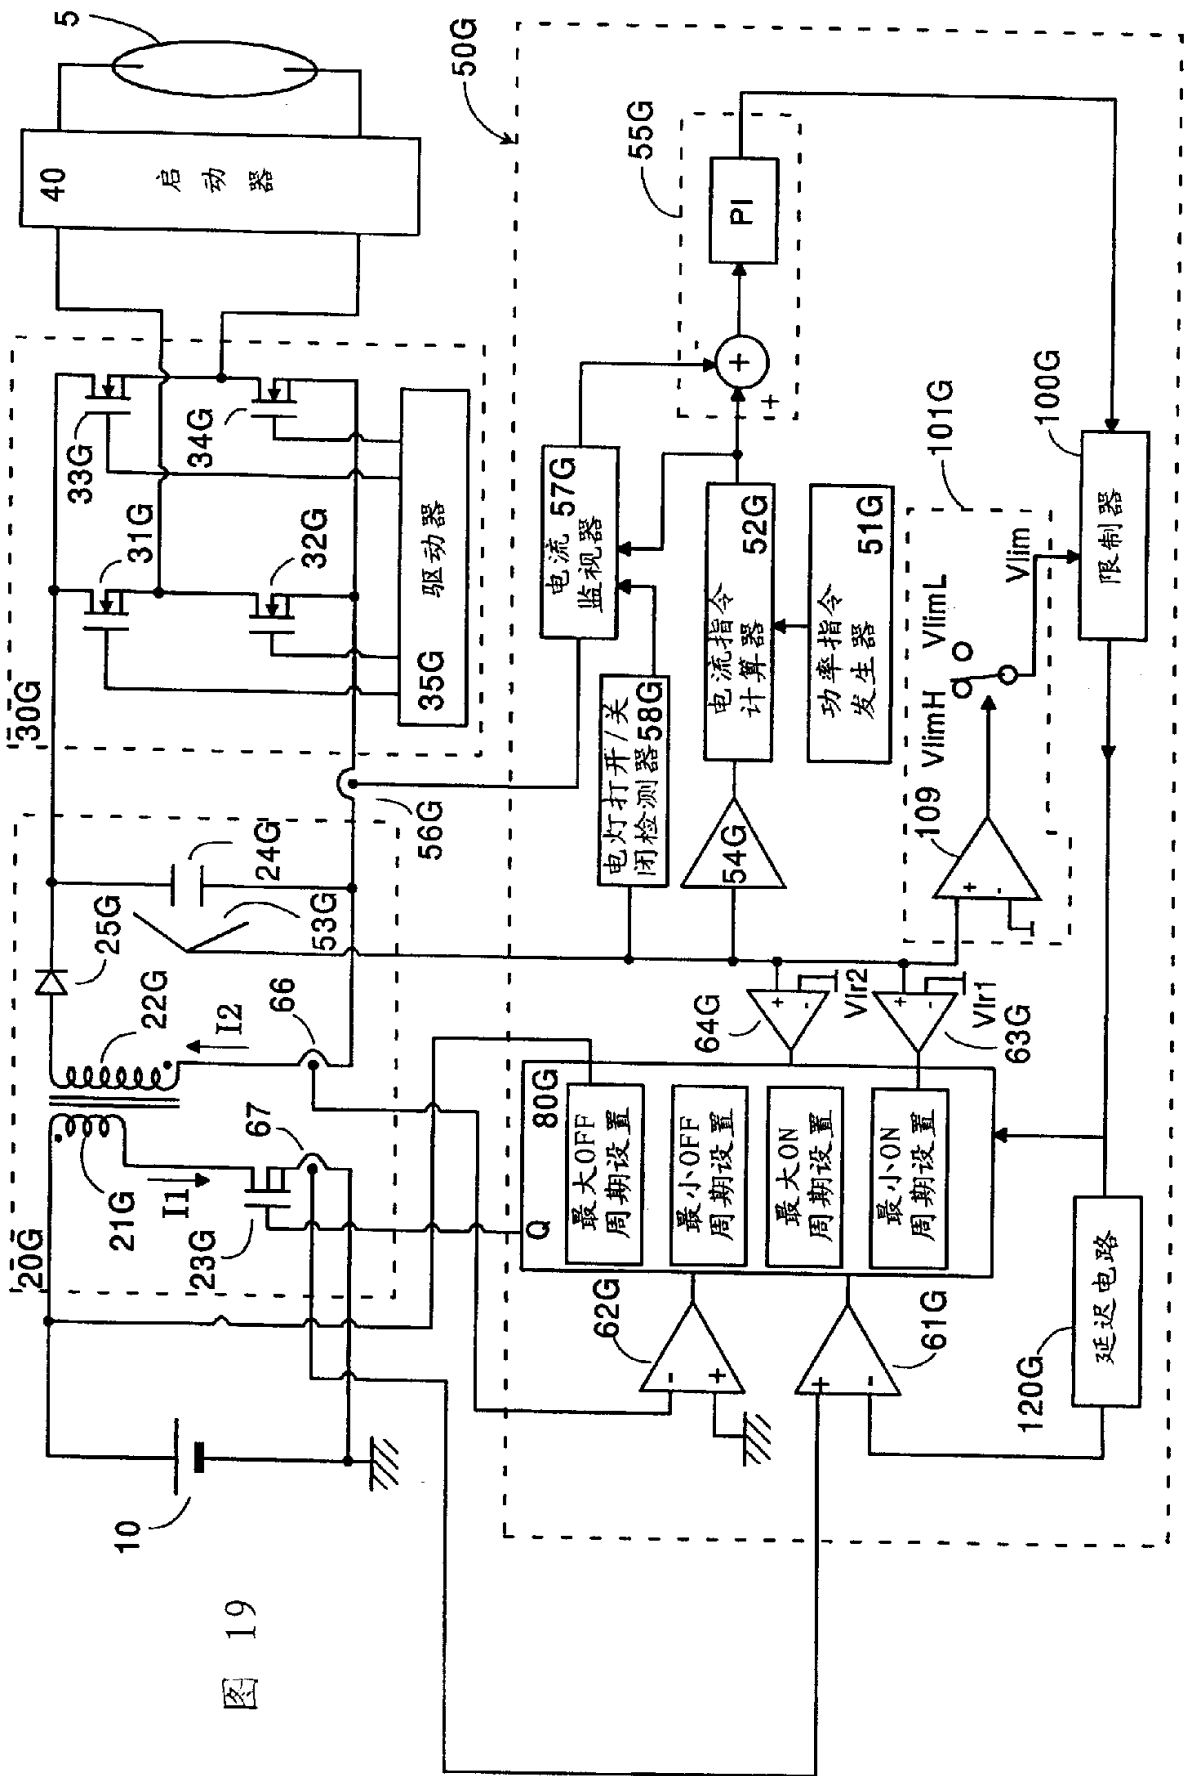 图 19
10
20G
21G
22G
23G
24G
25G
I1
I2
66
67
53G
56G
30G
31G
32G
33G
34G
35G
驱动器
40
启动器
5
50G
55G
PI
+
-
+
57G
电流
监视器
电灯打开/关
闭检测器58G
电流指令
计算器
52G
功率指令
发生器
51G
54G
101G
109
VlimH
VlimL
Vlim
+
-
100G
限制器
64G
+
-
Vlr2
63G
+
-
Vlr1
80G
Q
最大OFF
周期设置
最小OFF
周期设置
最大ON
周期设置
最小ON
周期设置
62G
-
+
61G
+
-
120G
延迟电路